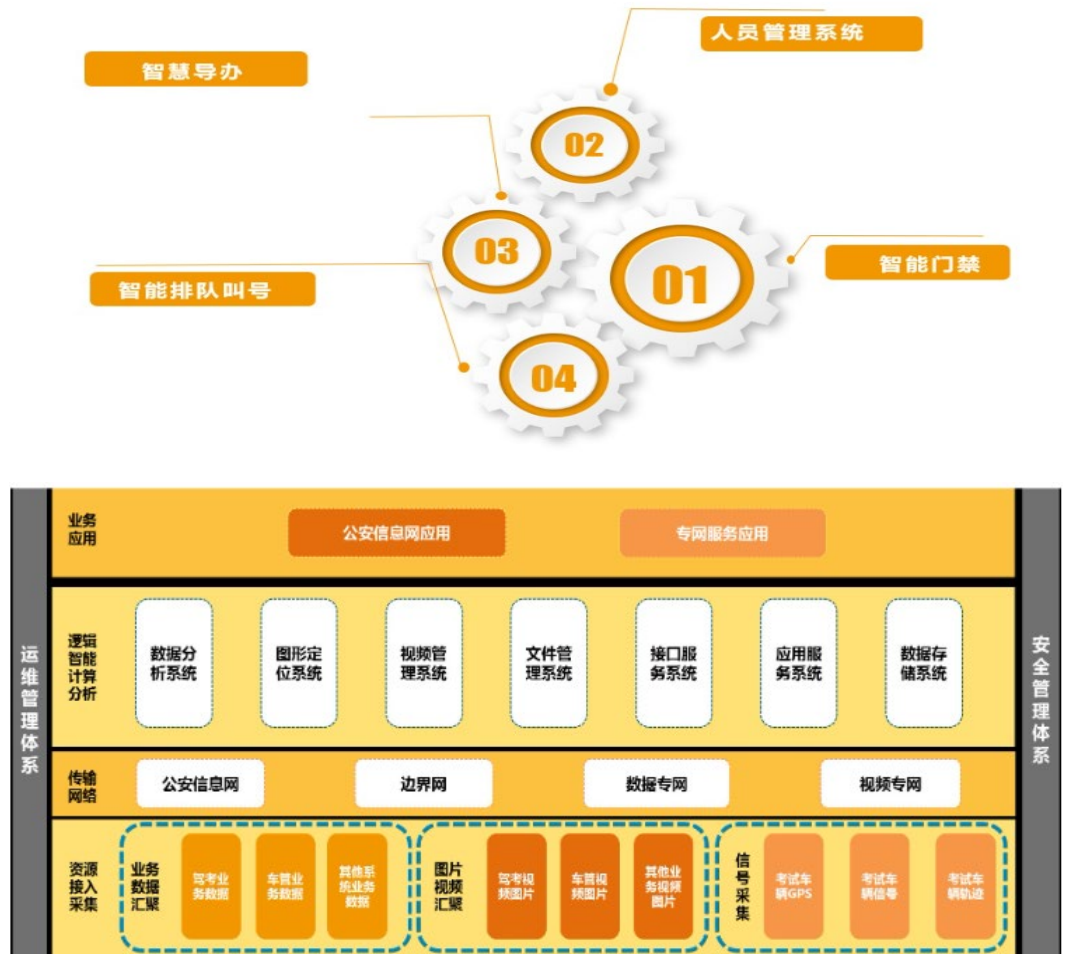 人员管理系统
智慧导办
02
03
01
智能门禁
智能排队叫号
04
运维管理体系
安全管理体系
业务
应用
公安信息网应用
专网服务应用
逻辑
智能
计算
分析
数据分
析系统
图形定
位系统
视频管
理系统
文件管
理系统
接口服
务系统
应用服
务系统
数据存
储系统
传输
网络
公安信息网
边界网
数据专网
视频专网
资源
接入
采集
业务
数据
汇聚
驾考业
务数据
车管业
务数据
其他系
统业务
数据
图片
视频
汇聚
驾考视
频图片
车管视
频图片
其他业
务视频
图片
信号采集
考试车
辆GPS
考试车
辆信号
考试车
辆轨迹